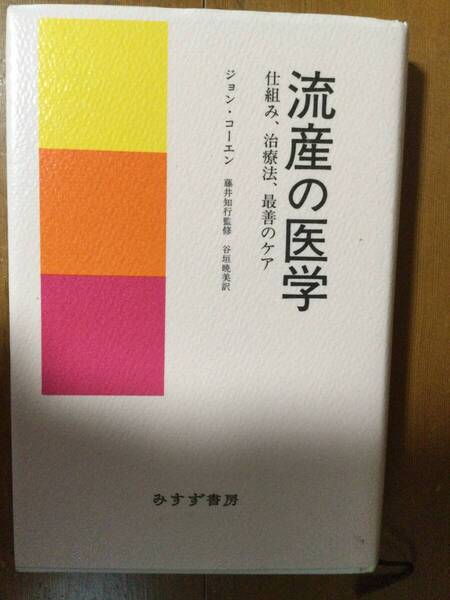 流産の医学
仕組み、治療法、最善のケア
ジョン・コーエン
藤井知行監修 谷垣暁美訳
みすず書房